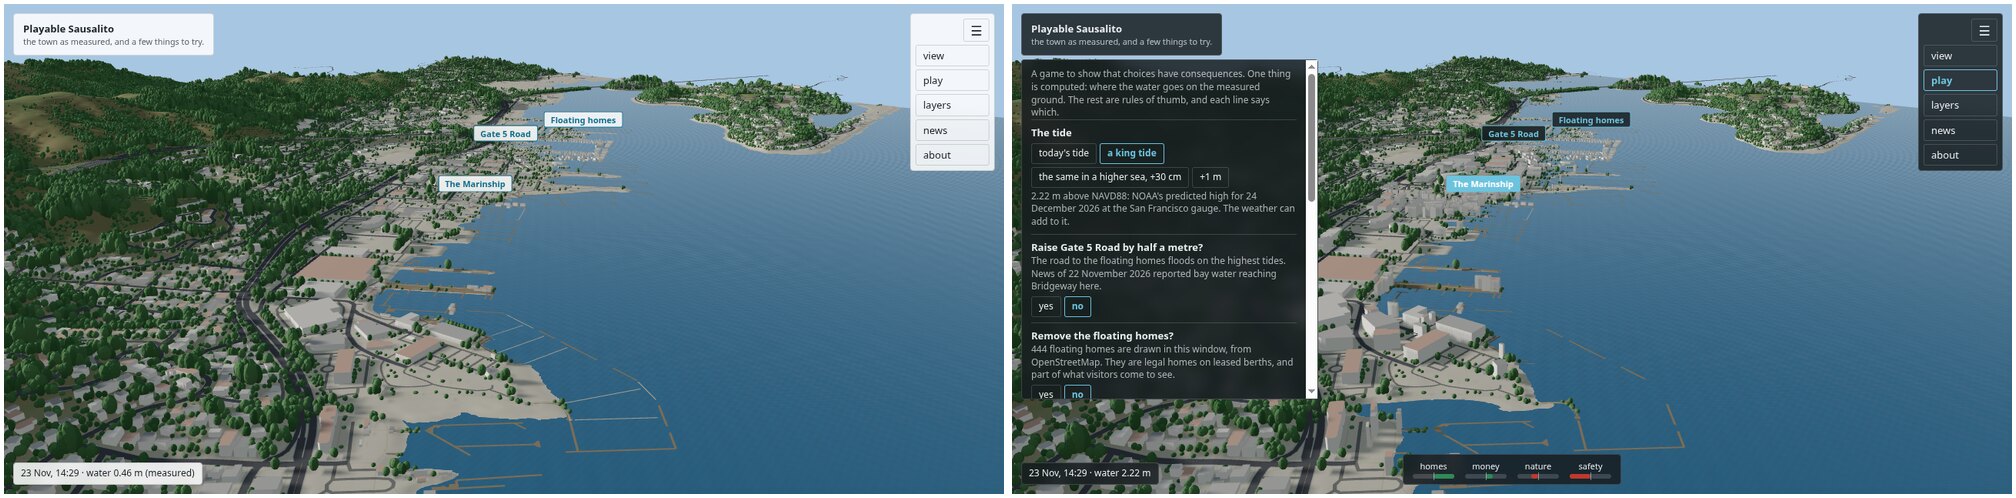 Playable Sausalito
the town as measured, and a few things to try.
☰
view
play
layers
news
about
Floating homes
Gate 5 Road
The Marinship
23 Nov, 14:29 · water 0.46 m (measured)
Playable Sausalito
the town as measured, and a few things to try.
☰
view
play
layers
news
about
A game to show that choices have consequences. One thing
is computed: where the water goes on the measured
ground. The rest are rules of thumb, and each line says
which.
The tide
today's tide
a king tide
the same in a higher sea, +30 cm
+1 m
2.22 m above NAVD88: NOAA's predicted high for 24
December 2026 at the San Francisco gauge. The weather can
add to it.
Raise Gate 5 Road by half a metre?
The road to the floating homes floods on the highest tides.
News of 22 November 2026 reported bay water reaching
Bridgeway here.
yes
no
Remove the floating homes?
444 floating homes are drawn in this window, from
OpenStreetMap. They are legal homes on leased berths, and
part of what visitors come to see.
yes
no
Floating homes
Gate 5 Road
The Marinship
23 Nov, 14:29 · water 2.22 m
homes
money
nature
safety